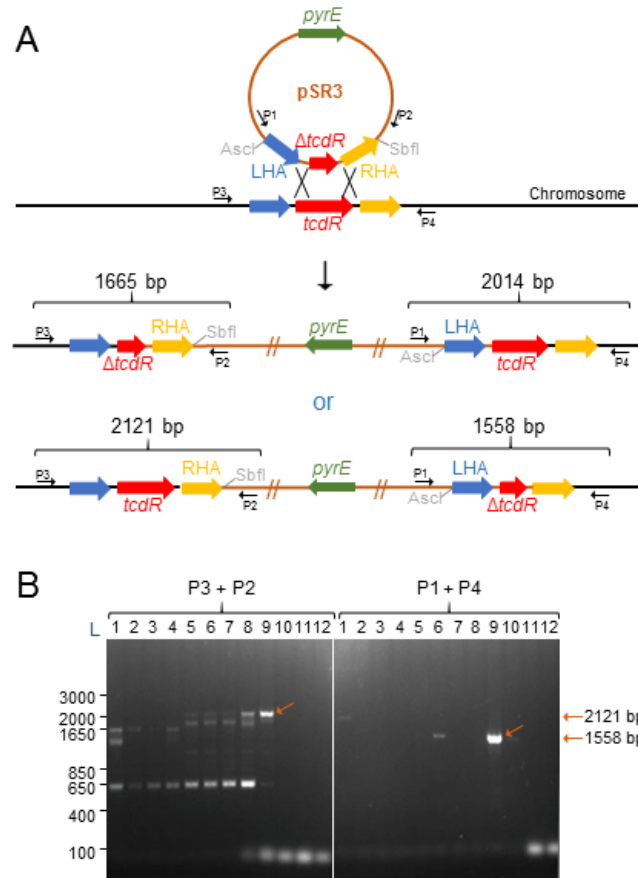 A
pyrE
pSR3
P1
P2
AscI
ΔtcdR
SbfI
LHA
RHA
P3
Chromosome
tcdR
P4
1665 bp
2014 bp
P3
RHA
SbfI
pyrE
P1
LHA
ΔtcdR
P2
AscI
tcdR
P4
or
2121 bp
1558 bp
P3
RHA
SbfI
pyrE
P1
LHA
tcdR
P2
AscI
ΔtcdR
P4
B
P3 + P2
P1 + P4
L 1 2 3 4 5 6 7 8 9 10 11 12 1 2 3 4 5 6 7 8 9 10 11 12
3000
2000
2121 bp
1650
1558 bp
850
650
400
100